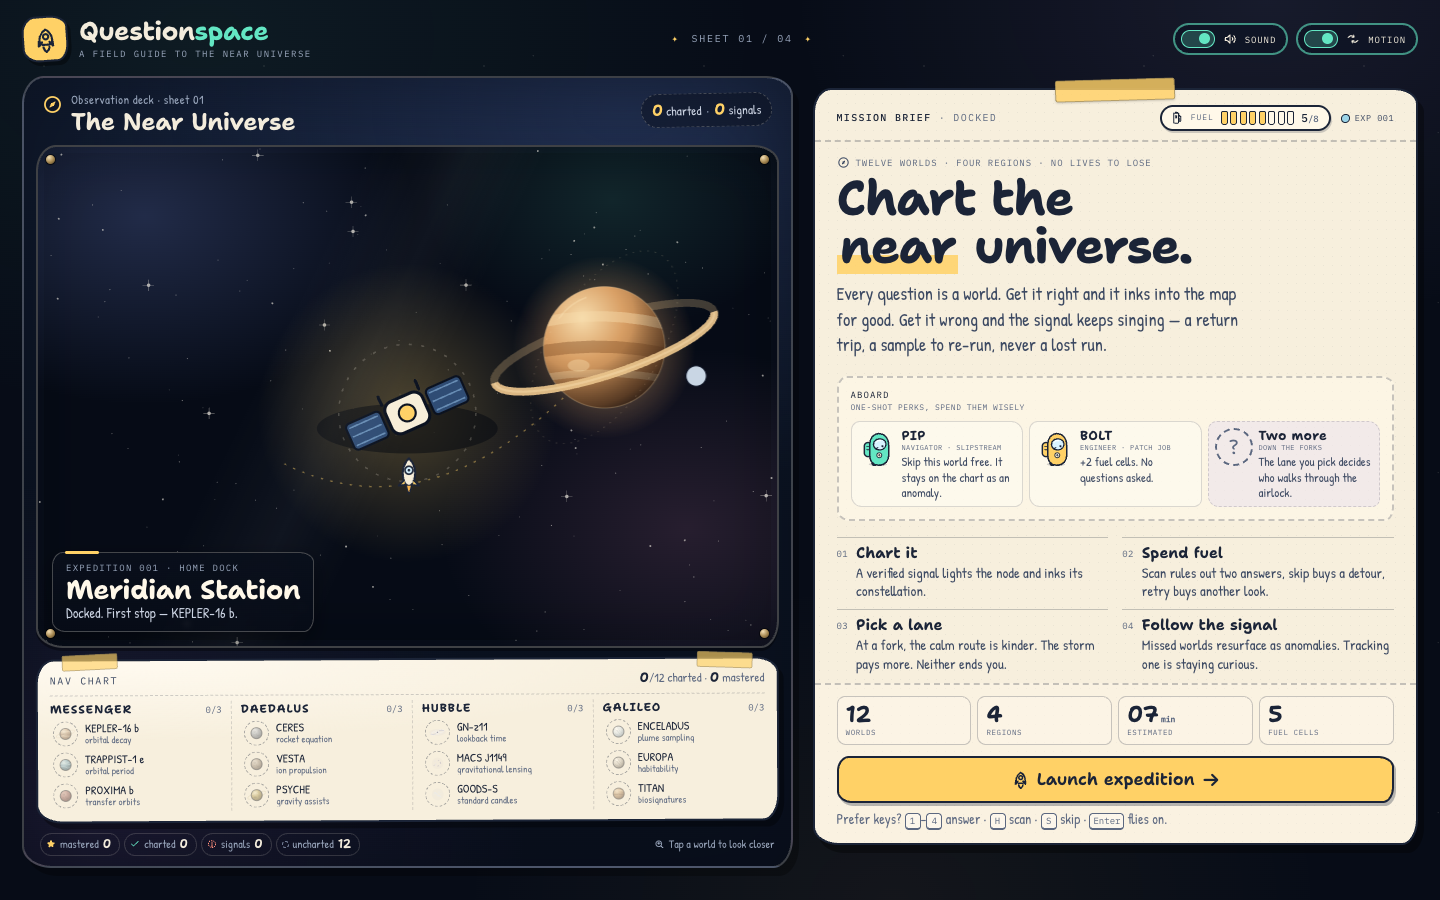 Questionspace
A FIELD GUIDE TO THE NEAR UNIVERSE
SHEET 01 / 04
SOUND
MOTION
Observation deck · sheet 01
The Near Universe
0 charted · 0 signals
EXPEDITION 001 · HOME DOCK
Meridian Station
Docked. First stop — KEPLER-16 b.
NAV CHART
0/12 charted · 0 mastered
MESSENGER 0/3
KEPLER-16 b
orbital decay
TRAPPIST-1 e
orbital period
PROXIMA b
transfer orbits
DAEDALUS 0/3
CERES
rocket equation
VESTA
ion propulsion
PSYCHE
gravity assists
HUBBLE 0/3
GN-z11
lookback time
MACS J1149
gravitational lensing
GOODS-S
standard candles
GALILEO 0/3
ENCELADUS
plume sampling
EUROPA
habitability
TITAN
biosignatures
mastered 0
charted 0
signals 0
uncharted 12
Tap a world to look closer
MISSION BRIEF · DOCKED
FUEL 5/8
EXP 001
TWELVE WORLDS · FOUR REGIONS · NO LIVES TO LOSE
Chart the
near universe.
Every question is a world. Get it right and it inks into the map
for good. Get it wrong and the signal keeps singing — a return
trip, a sample to re-run, never a lost run.
ABOARD
ONE-SHOT PERKS, SPEND THEM WISELY
PIP
NAVIGATOR · SLIPSTREAM
Skip this world free. It
stays on the chart as an
anomaly.
BOLT
ENGINEER · PATCH JOB
+2 fuel cells. No
questions asked.
?
Two more
DOWN THE FORKS
The lane you pick decides
who walks through the
airlock.
01 Chart it
A verified signal lights the node and inks its
constellation.
02 Spend fuel
Scan rules out two answers, skip buys a detour,
retry buys another look.
03 Pick a lane
At a fork, the calm route is kinder. The storm
pays more. Neither ends you.
04 Follow the signal
Missed worlds resurface as anomalies. Tracking
one is staying curious.
12
WORLDS
4
REGIONS
07 min
ESTIMATED
5
FUEL CELLS
Launch expedition →
Prefer keys? 1–4 answer · H scan · S skip · Enter flies on.